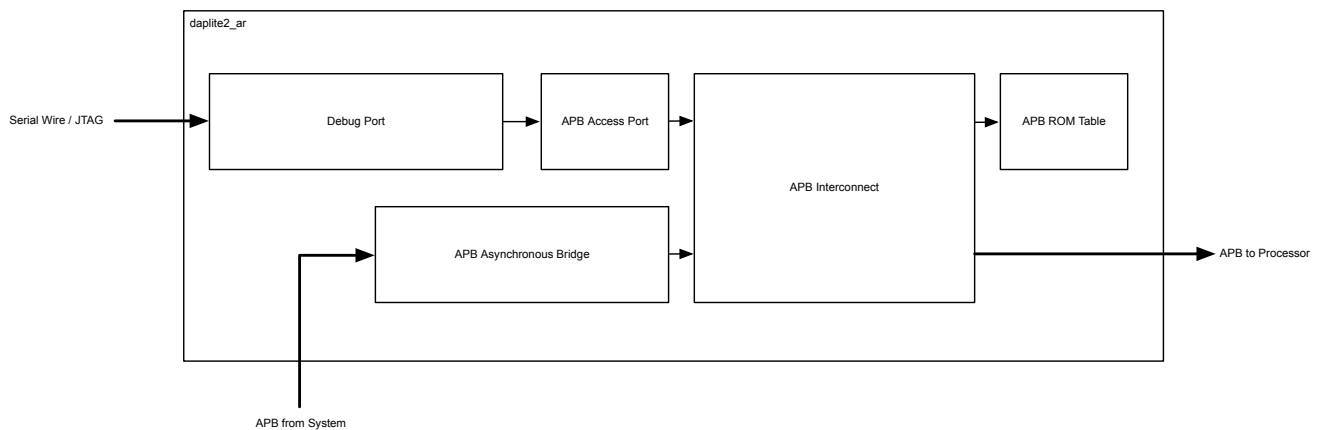 daplite2_ar
Serial Wire / JTAG
Debug Port
APB Access Port
APB ROM Table
APB Interconnect
APB Asynchronous Bridge
APB to Processor
APB from System